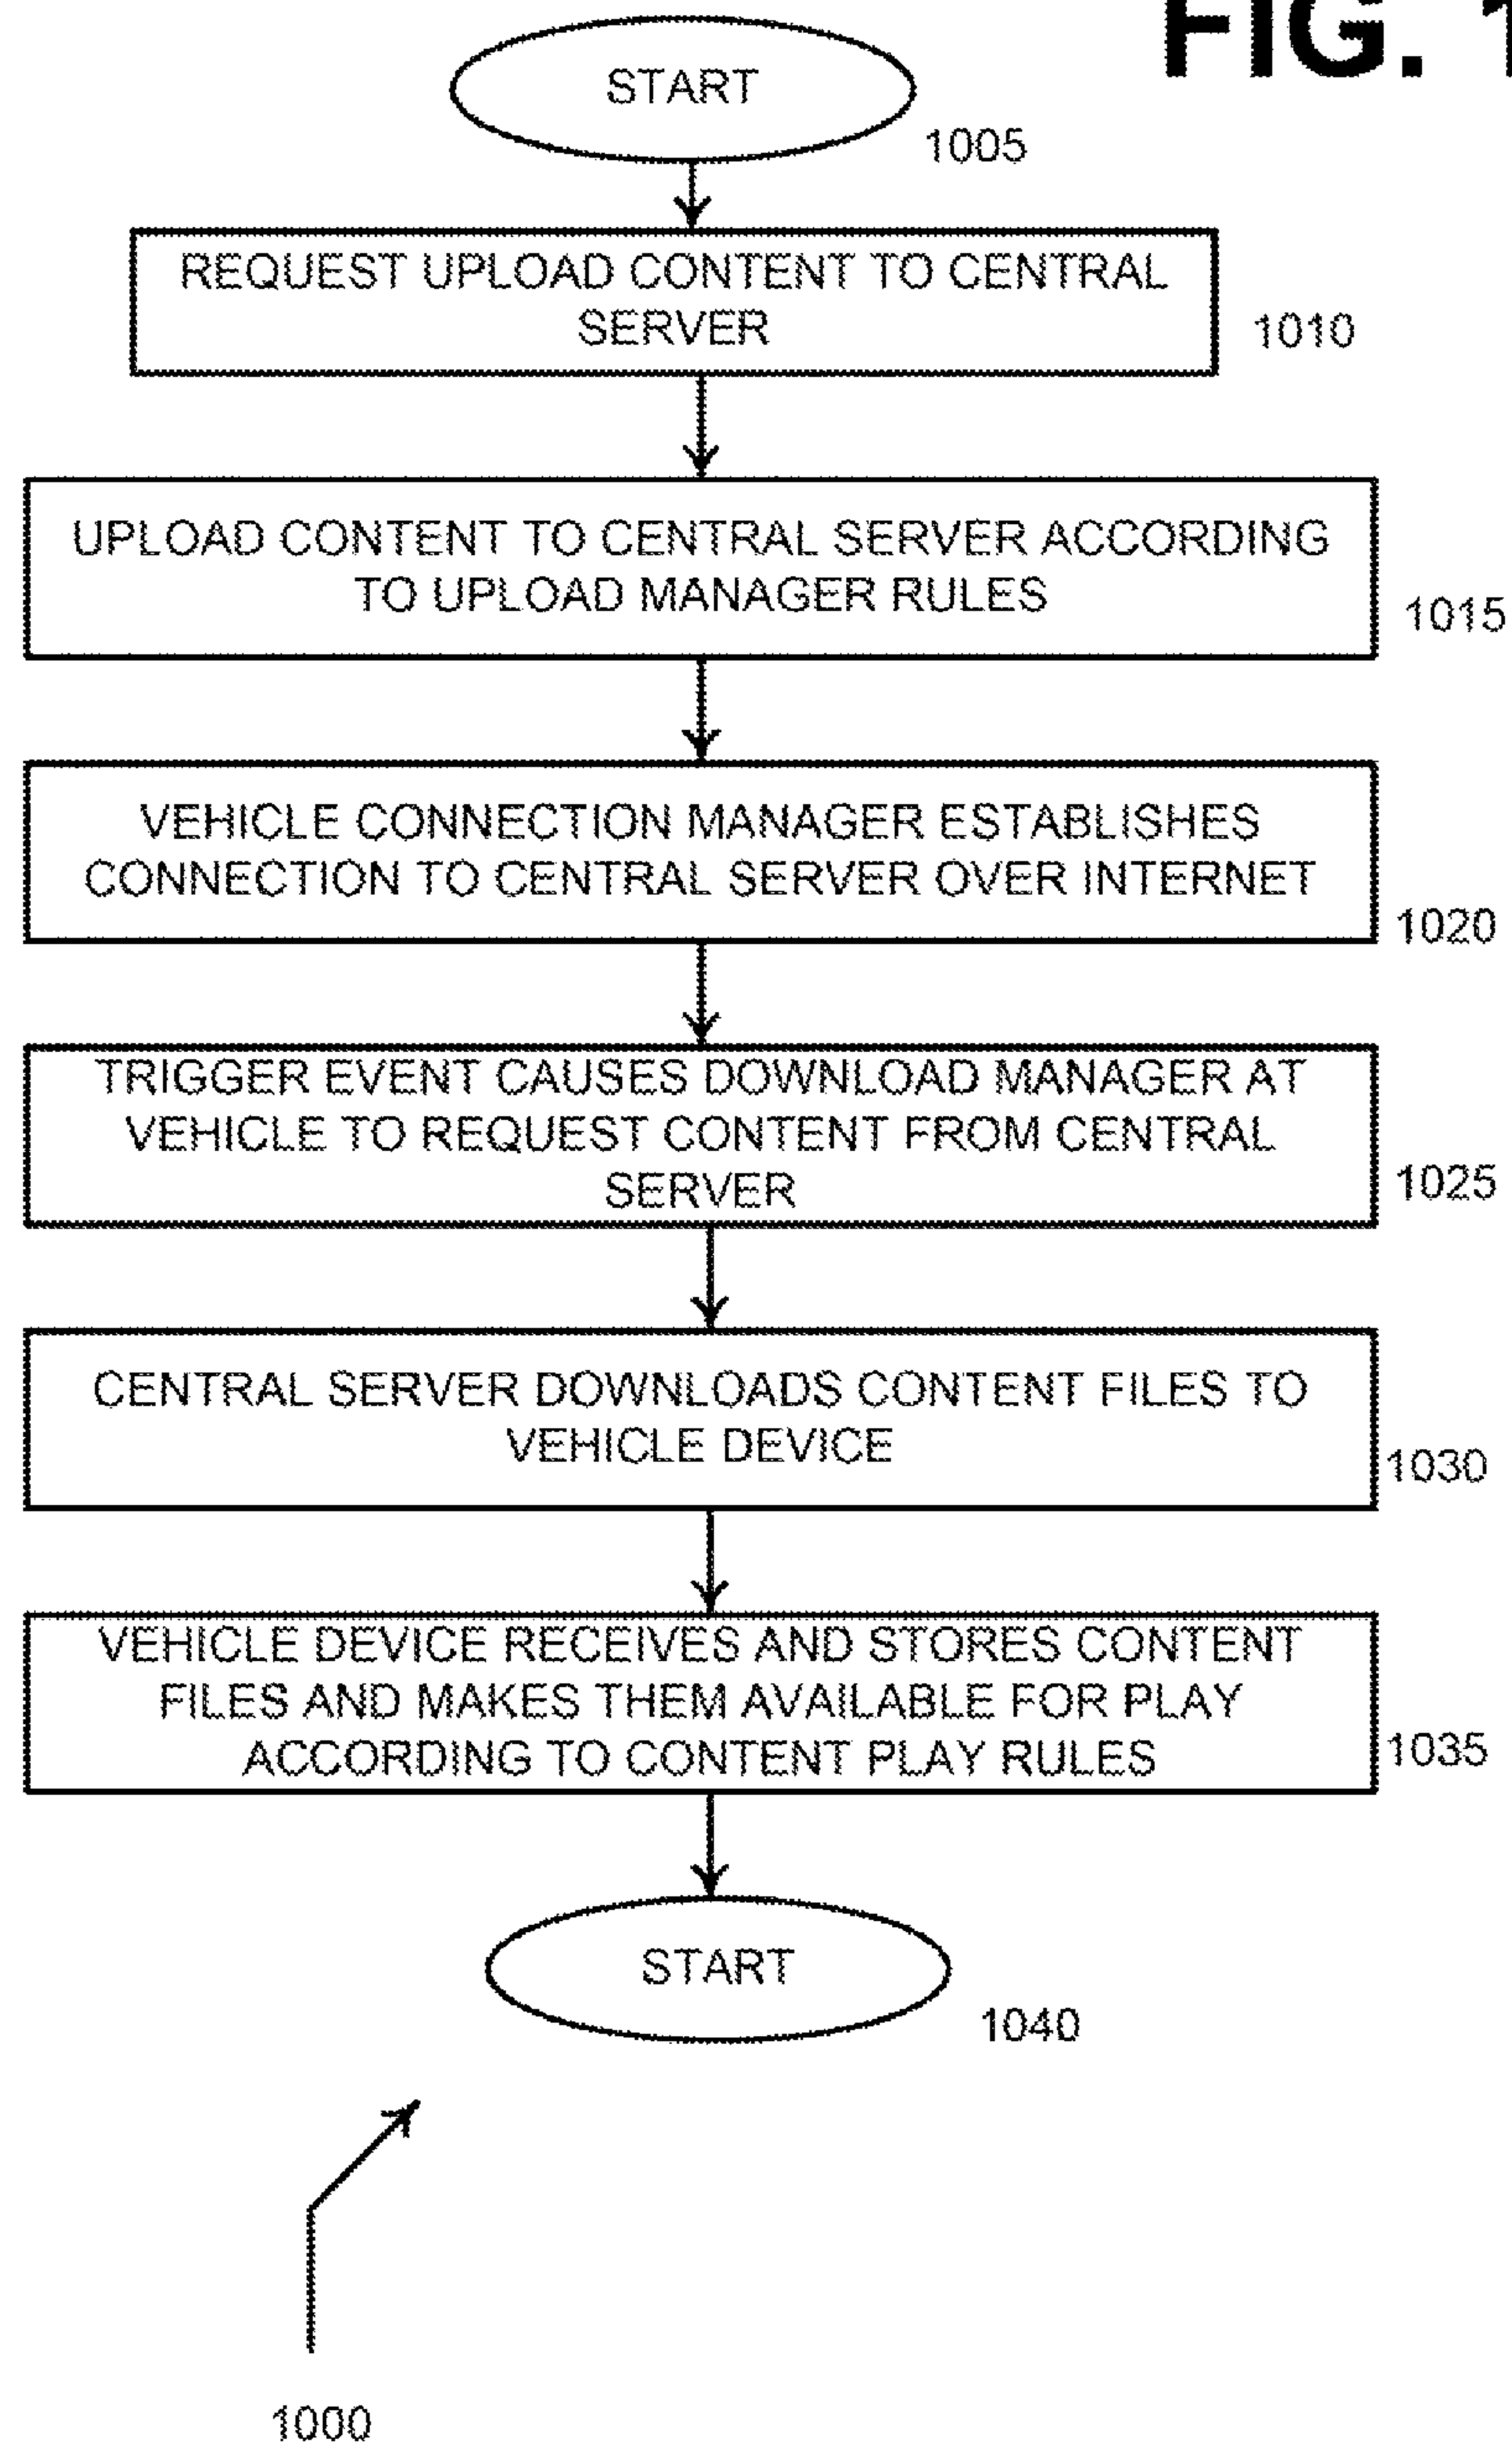 FIG. 1
START
1005
REQUEST UPLOAD CONTENT TO CENTRAL
SERVER
1010
UPLOAD CONTENT TO CENTRAL SERVER ACCORDING
TO UPLOAD MANAGER RULES
1015
VEHICLE CONNECTION MANAGER ESTABLISHES
CONNECTION TO CENTRAL SERVER OVER INTERNET
1020
TRIGGER EVENT CAUSES DOWNLOAD MANAGER AT
VEHICLE TO REQUEST CONTENT FROM CENTRAL
SERVER
1025
CENTRAL SERVER DOWNLOADS CONTENT FILES TO
VEHICLE DEVICE
1030
VEHICLE DEVICE RECEIVES AND STORES CONTENT
FILES AND MAKES THEM AVAILABLE FOR PLAY
ACCORDING TO CONTENT PLAY RULES
1035
START
1040
1000